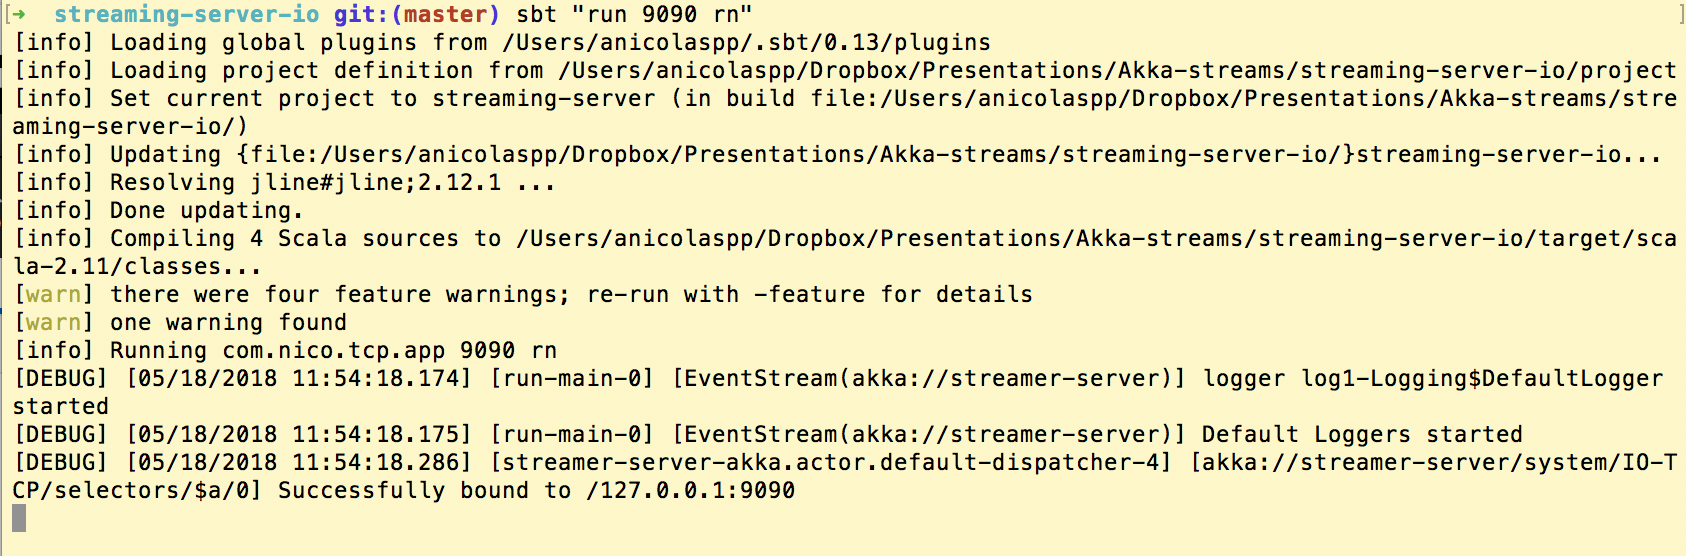 [➜  streaming-server-io git:(master) sbt "run 9090 rn" ]
[info] Loading global plugins from /Users/anicolaspp/.sbt/0.13/plugins
[info] Loading project definition from /Users/anicolaspp/Dropbox/Presentations/Akka-streams/streaming-server-io/project
[info] Set current project to streaming-server (in build file:/Users/anicolaspp/Dropbox/Presentations/Akka-streams/stre
aming-server-io/)
[info] Updating {file:/Users/anicolaspp/Dropbox/Presentations/Akka-streams/streaming-server-io/}streaming-server-io...
[info] Resolving jline#jline;2.12.1 ...
[info] Done updating.
[info] Compiling 4 Scala sources to /Users/anicolaspp/Dropbox/Presentations/Akka-streams/streaming-server-io/target/sca
la-2.11/classes...
[warn] there were four feature warnings; re-run with -feature for details
[warn] one warning found
[info] Running com.nico.tcp.app 9090 rn
[DEBUG] [05/18/2018 11:54:18.174] [run-main-0] [EventStream(akka://streamer-server)] logger log1-Logging$DefaultLogger
started
[DEBUG] [05/18/2018 11:54:18.175] [run-main-0] [EventStream(akka://streamer-server)] Default Loggers started
[DEBUG] [05/18/2018 11:54:18.286] [streamer-server-akka.actor.default-dispatcher-4] [akka://streamer-server/system/IO-T
CP/selectors/$a/0] Successfully bound to /127.0.0.1:9090